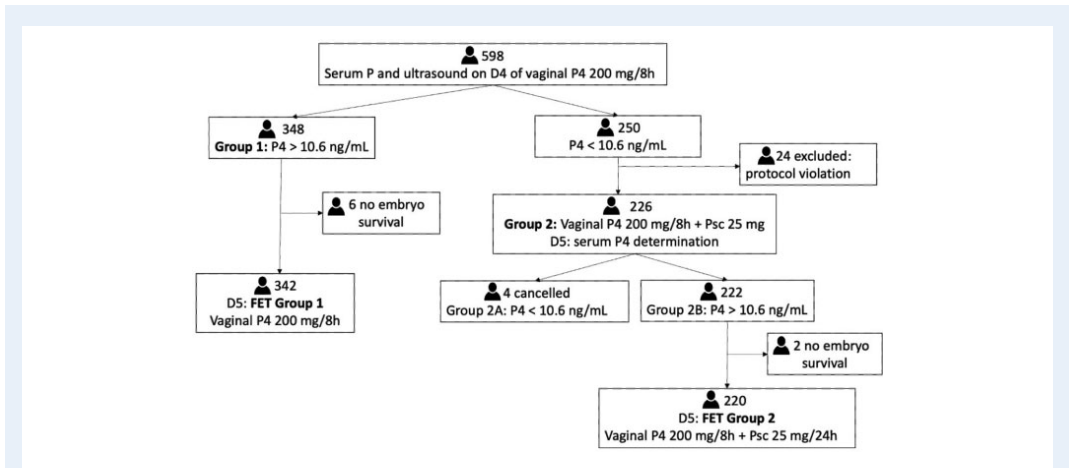 598
Serum P and ultrasound on D4 of vaginal P4 200 mg/8h
348
Group 1: P4 > 10.6 ng/mL
250
P4 < 10.6 ng/mL
24 excluded:
protocol violation
6 no embryo
survival
226
Group 2: Vaginal P4 200 mg/8h + Psc 25 mg
D5: serum P4 determination
342
D5: FET Group 1
Vaginal P4 200 mg/8h
4 cancelled
Group 2A: P4 < 10.6 ng/mL
222
Group 2B: P4 > 10.6 ng/mL
2 no embryo
survival
220
D5: FET Group 2
Vaginal P4 200 mg/8h + Psc 25 mg/24h